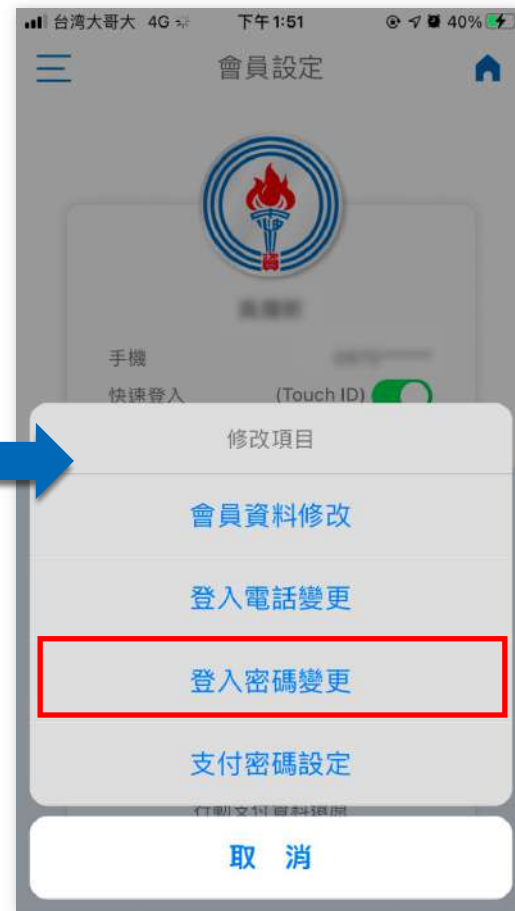 台湾大哥大 4G 下午1:51 40%
會員設定
手機
快速登入 (Touch ID)
修改項目
會員資料修改
登入電話變更
登入密碼變更
支付密碼設定
取 消